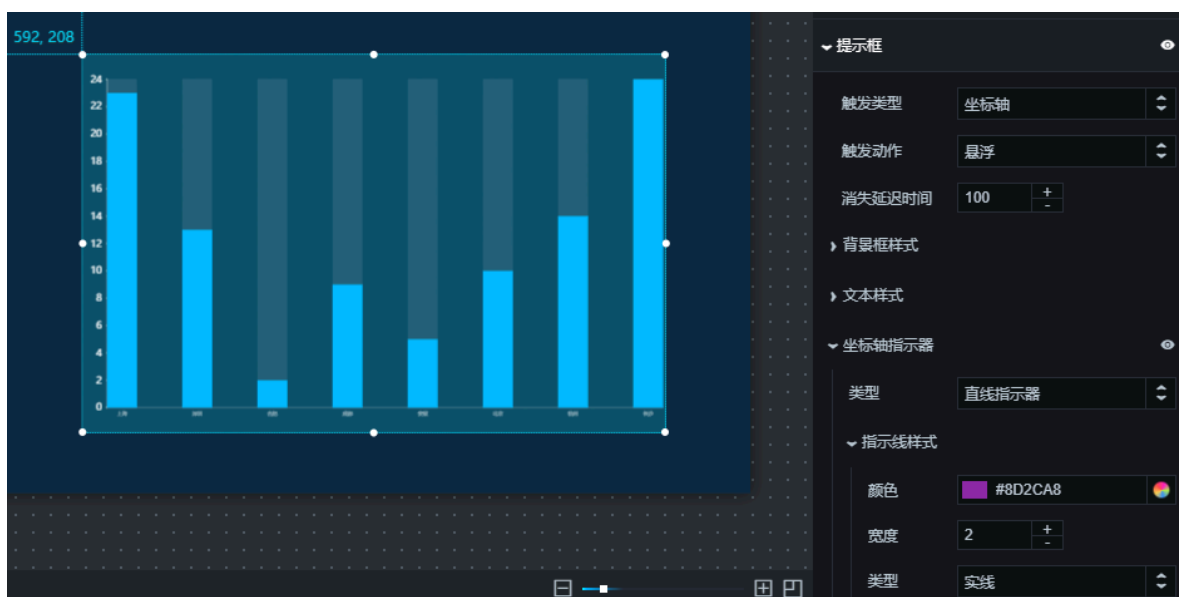 592, 208
24
22
20
18
16
14
12
10
8
6
4
2
0
提示框
触发类型 坐标轴
触发动作 悬浮
消失延迟时间 100 + -
背景框样式
文本样式
坐标轴指示器
类型 直线指示器
指示线样式
颜色 #8D2CA8
宽度 2 + -
类型 实线